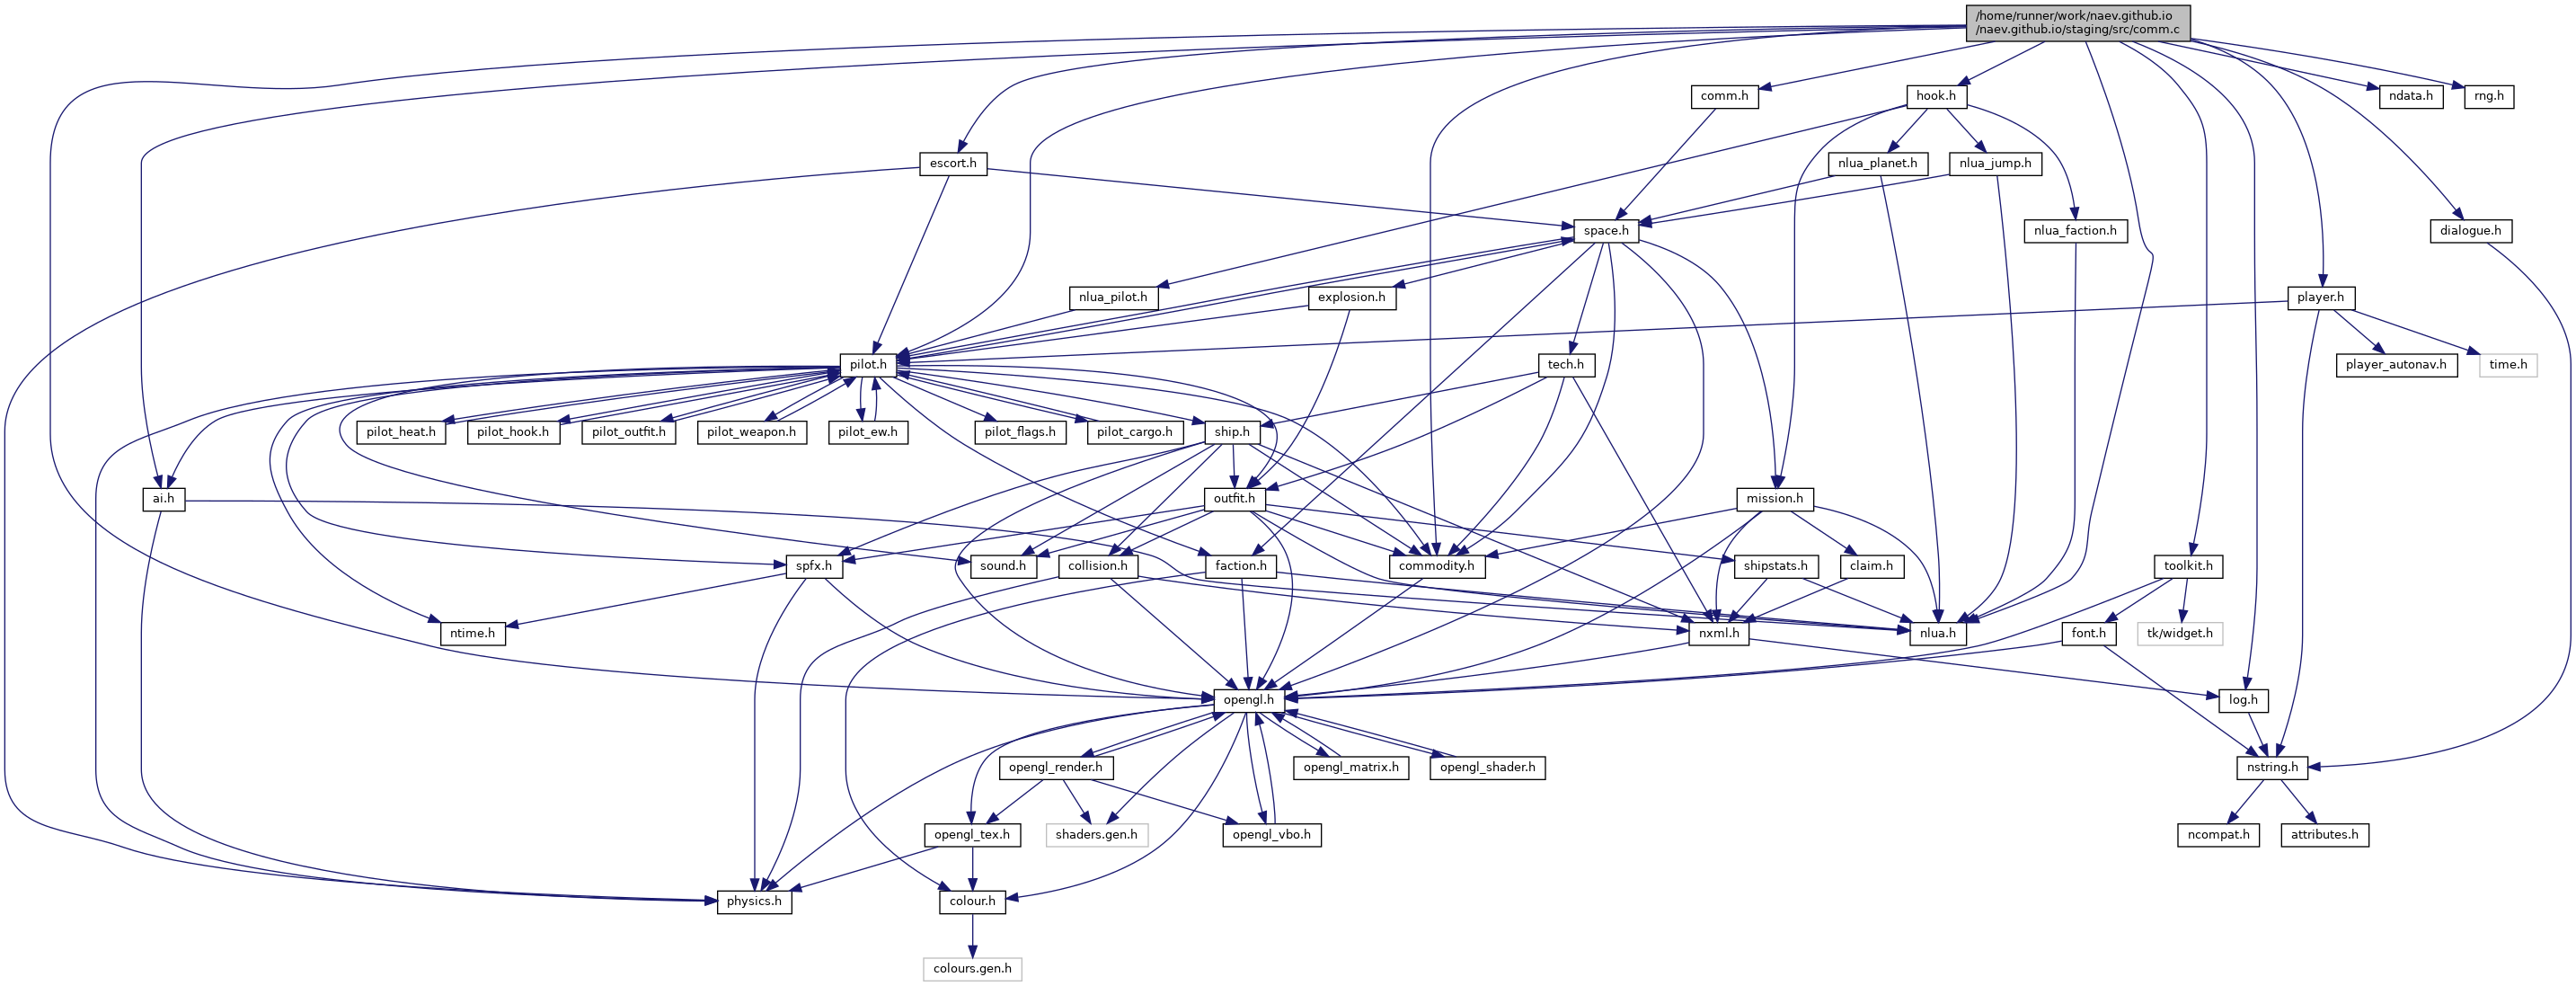 /home/runner/work/naev.github.io
/naev.github.io/staging/src/comm.c
comm.h
hook.h
ndata.h
rng.h
escort.h
nlua_planet.h
nlua_jump.h
space.h
nlua_faction.h
dialogue.h
nlua_pilot.h
explosion.h
player.h
pilot.h
tech.h
player_autonav.h
time.h
pilot_heat.h
pilot_hook.h
pilot_outfit.h
pilot_weapon.h
pilot_ew.h
pilot_flags.h
pilot_cargo.h
ship.h
ai.h
outfit.h
mission.h
spfx.h
sound.h
collision.h
faction.h
commodity.h
shipstats.h
claim.h
toolkit.h
ntime.h
nxml.h
nlua.h
font.h
tk/widget.h
opengl.h
log.h
opengl_render.h
opengl_matrix.h
opengl_shader.h
nstring.h
opengl_tex.h
shaders.gen.h
opengl_vbo.h
ncompat.h
attributes.h
physics.h
colour.h
colours.gen.h